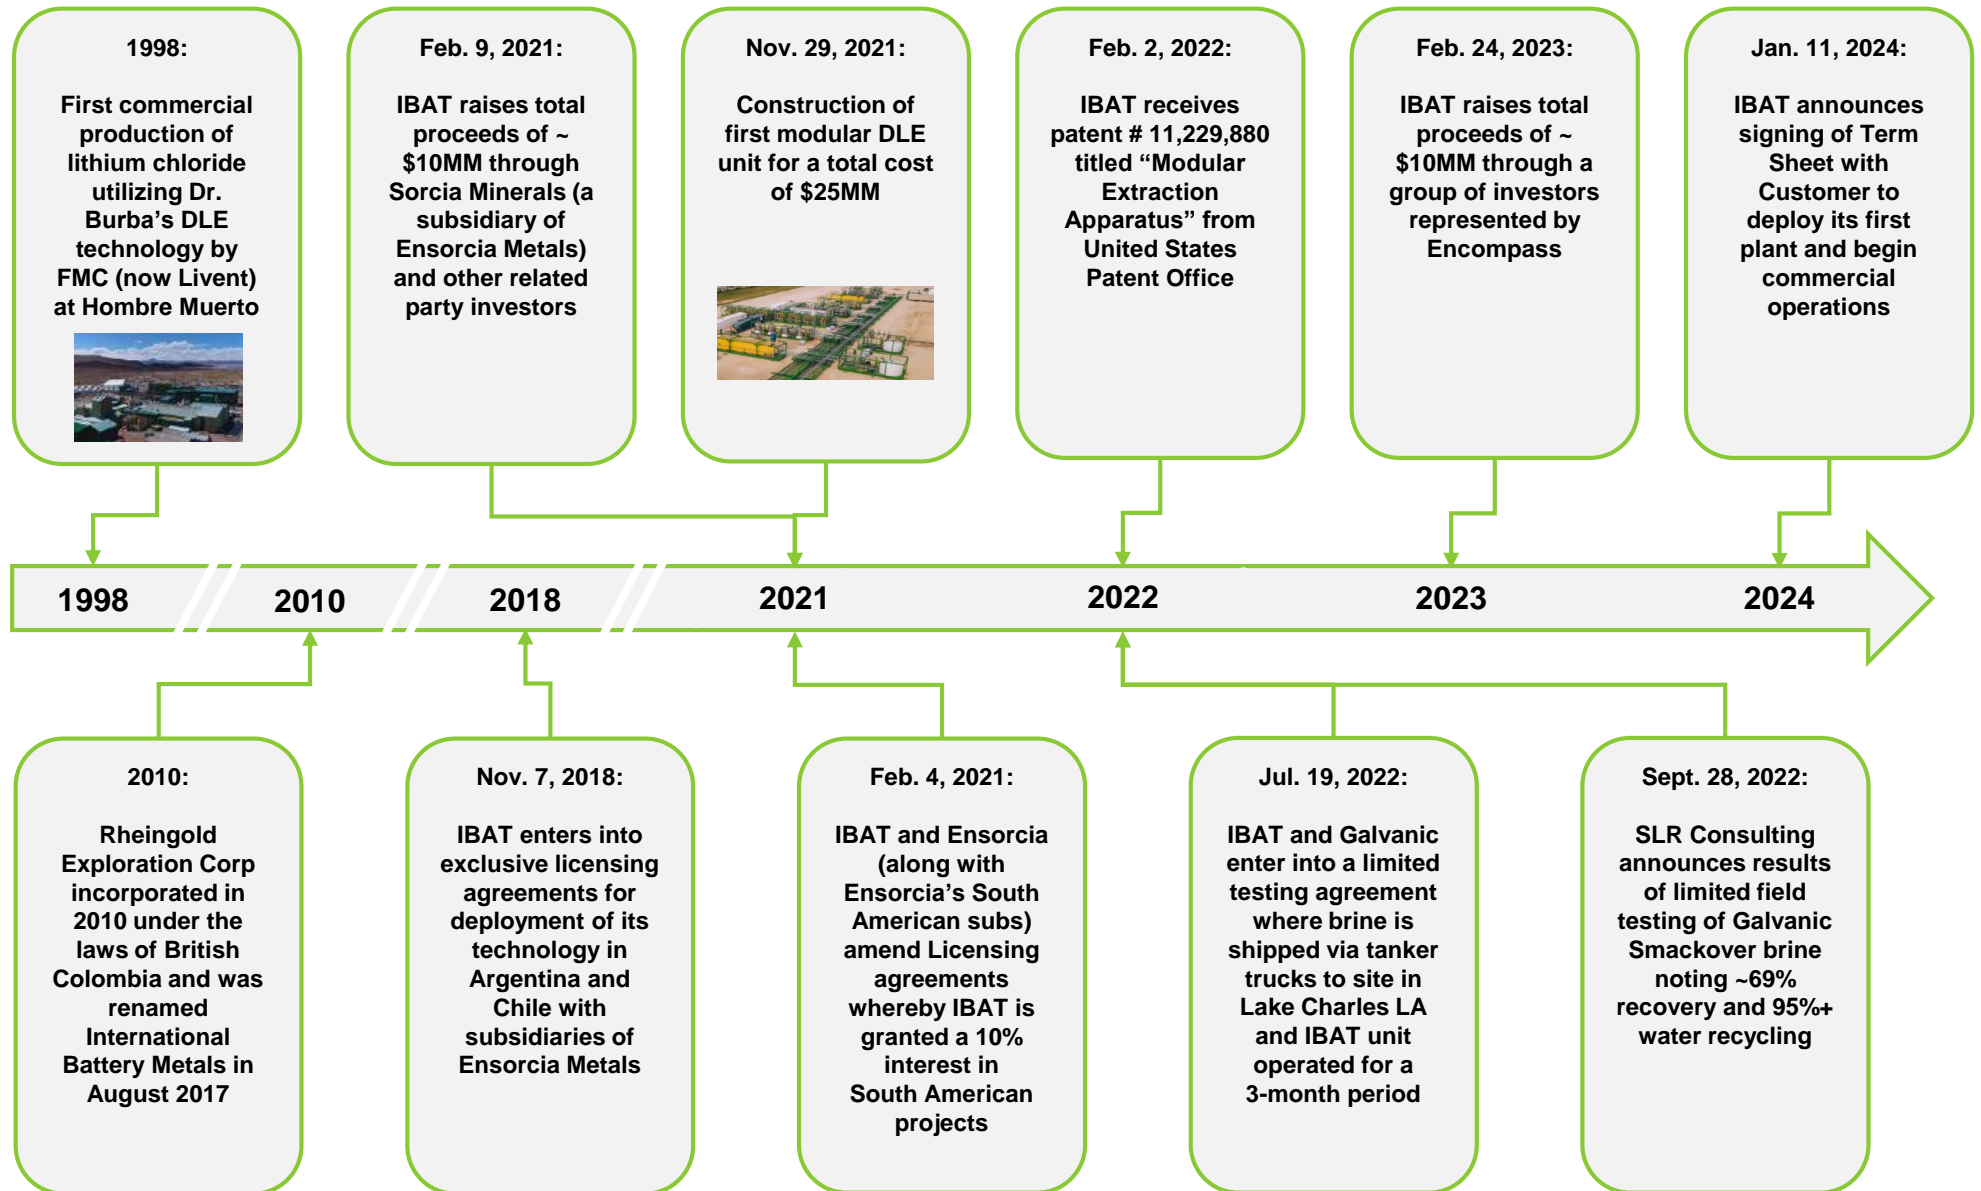 1998:
First commercial
production of
lithium chloride
utilizing Dr.
Burba’s DLE
technology by
FMC (now Livent)
at Hombre Muerto
Feb. 9, 2021:
IBAT raises total
proceeds of ~
$10MM through
Sorcia Minerals (a
subsidiary of
Ensorcia Metals)
and other related
party investors
Nov. 29, 2021:
Construction of
first modular DLE
unit for a total cost
of $25MM
Feb. 2, 2022:
IBAT receives
patent # 11,229,880
titled “Modular
Extraction
Apparatus” from
United States
Patent Office
Feb. 24, 2023:
IBAT raises total
proceeds of ~
$10MM through a
group of investors
represented by
Encompass
Jan. 11, 2024:
IBAT announces
signing of Term
Sheet with
Customer to
deploy its first
plant and begin
commercial
operations
1998
2010
2018
2021
2022
2023
2024
2010:
Rheingold
Exploration Corp
incorporated in
2010 under the
laws of British
Colombia and was
renamed
International
Battery Metals in
August 2017
Nov. 7, 2018:
IBAT enters into
exclusive licensing
agreements for
deployment of its
technology in
Argentina and
Chile with
subsidiaries of
Ensorcia Metals
Feb. 4, 2021:
IBAT and Ensorcia
(along with
Ensorcia’s South
American subs)
amend Licensing
agreements
whereby IBAT is
granted a 10%
interest in
South American
projects
Jul. 19, 2022:
IBAT and Galvanic
enter into a limited
testing agreement
where brine is
shipped via tanker
trucks to site in
Lake Charles LA
and IBAT unit
operated for a
3-month period
Sept. 28, 2022:
SLR Consulting
announces results
of limited field
testing of Galvanic
Smackover brine
noting ~69%
recovery and 95%+
water recycling